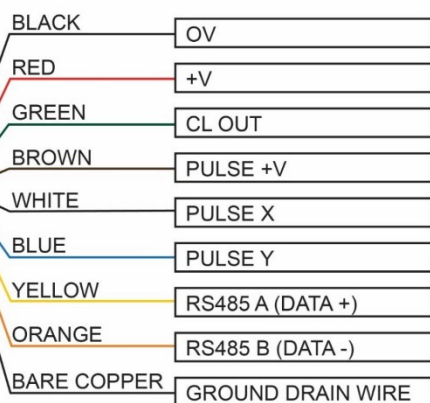 BLACK OV
RED +V
GREEN CL OUT
BROWN PULSE +V
WHITE PULSE X
BLUE PULSE Y
YELLOW RS485 A (DATA +)
ORANGE RS485 B (DATA -)
BARE COPPER GROUND DRAIN WIRE